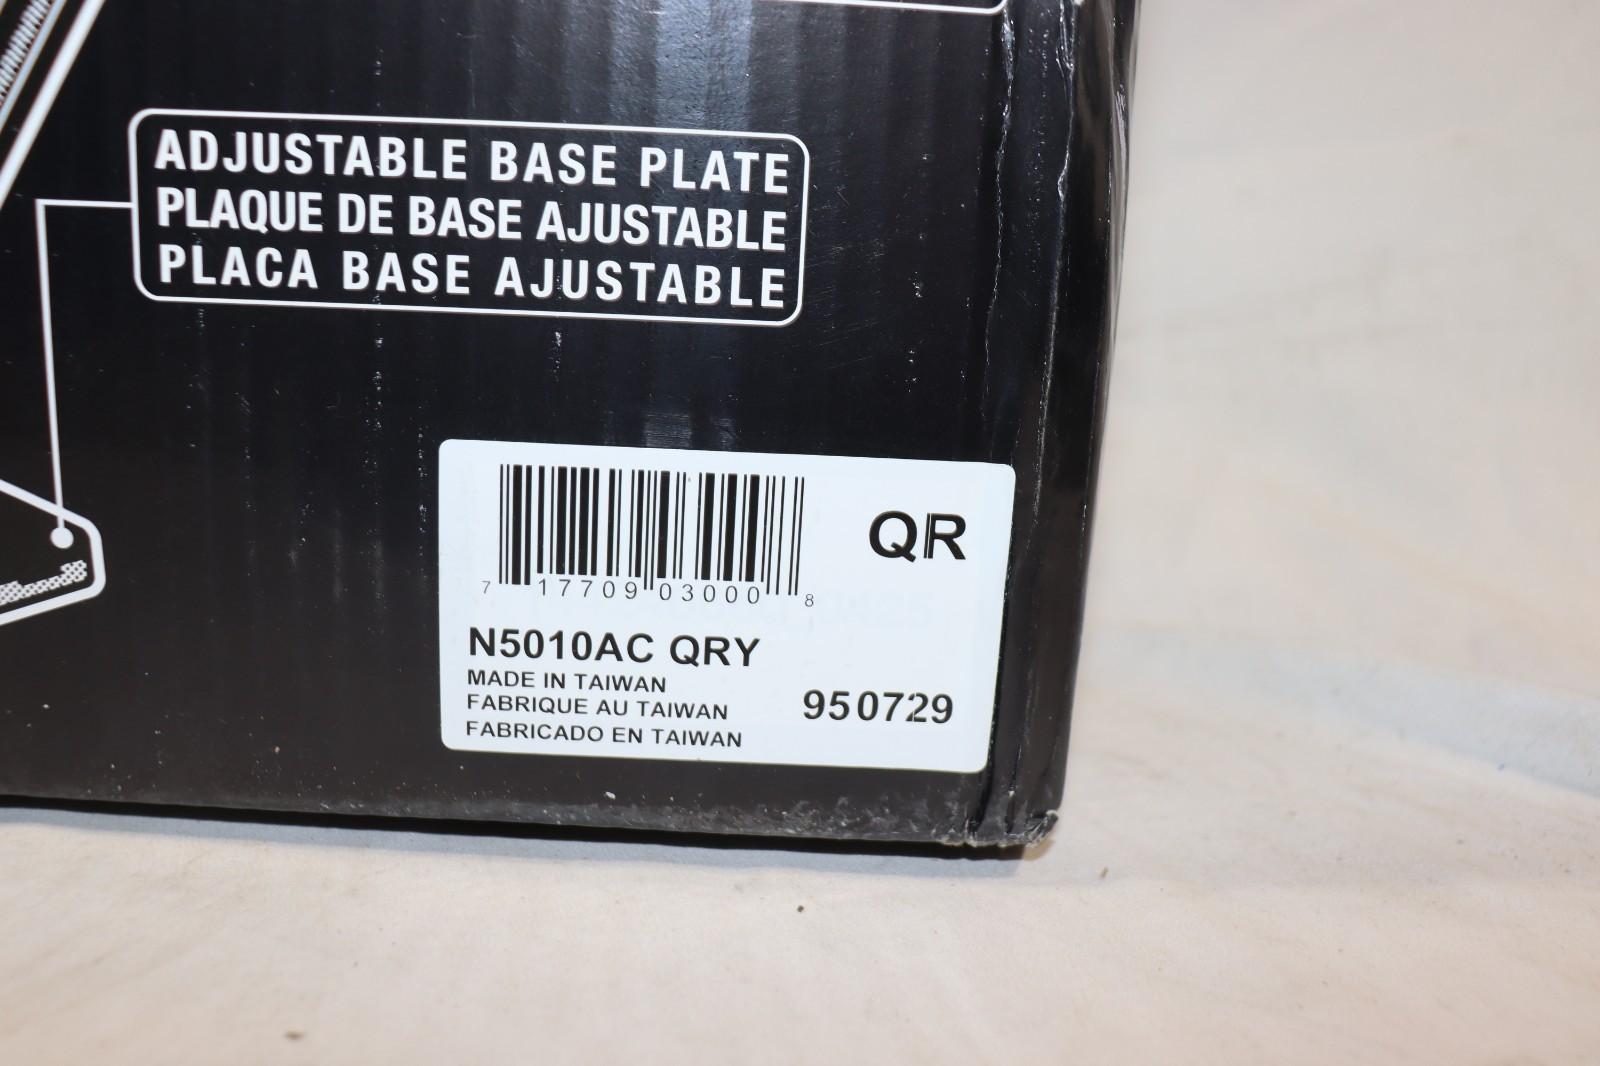 ADJUSTABLE BASE PLATE
PLAQUE DE BASE AJUSTABLE
PLACA BASE AJUSTABLE
QR
7 17709 03000 8
N5010AC QRY
MADE IN TAIWAN
FABRIQUE AU TAIWAN
FABRICADO EN TAIWAN
950729